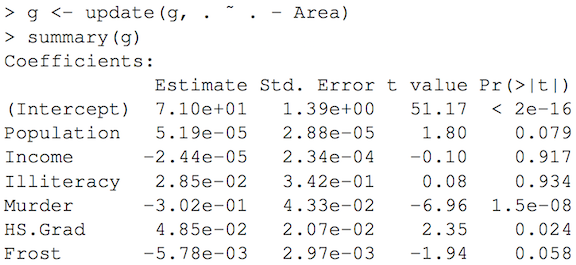 > g <- update(g, . ˜ . - Area)
> summary(g)
Coefficients:
Estimate Std. Error t value Pr(>|t|)
(Intercept) 7.10e+01 1.39e+00 51.17 < 2e-16
Population 5.19e-05 2.88e-05 1.80 0.079
Income -2.44e-05 2.34e-04 -0.10 0.917
Illiteracy 2.85e-02 3.42e-01 0.08 0.934
Murder -3.02e-01 4.33e-02 -6.96 1.5e-08
HS.Grad 4.85e-02 2.07e-02 2.35 0.024
Frost -5.78e-03 2.97e-03 -1.94 0.058